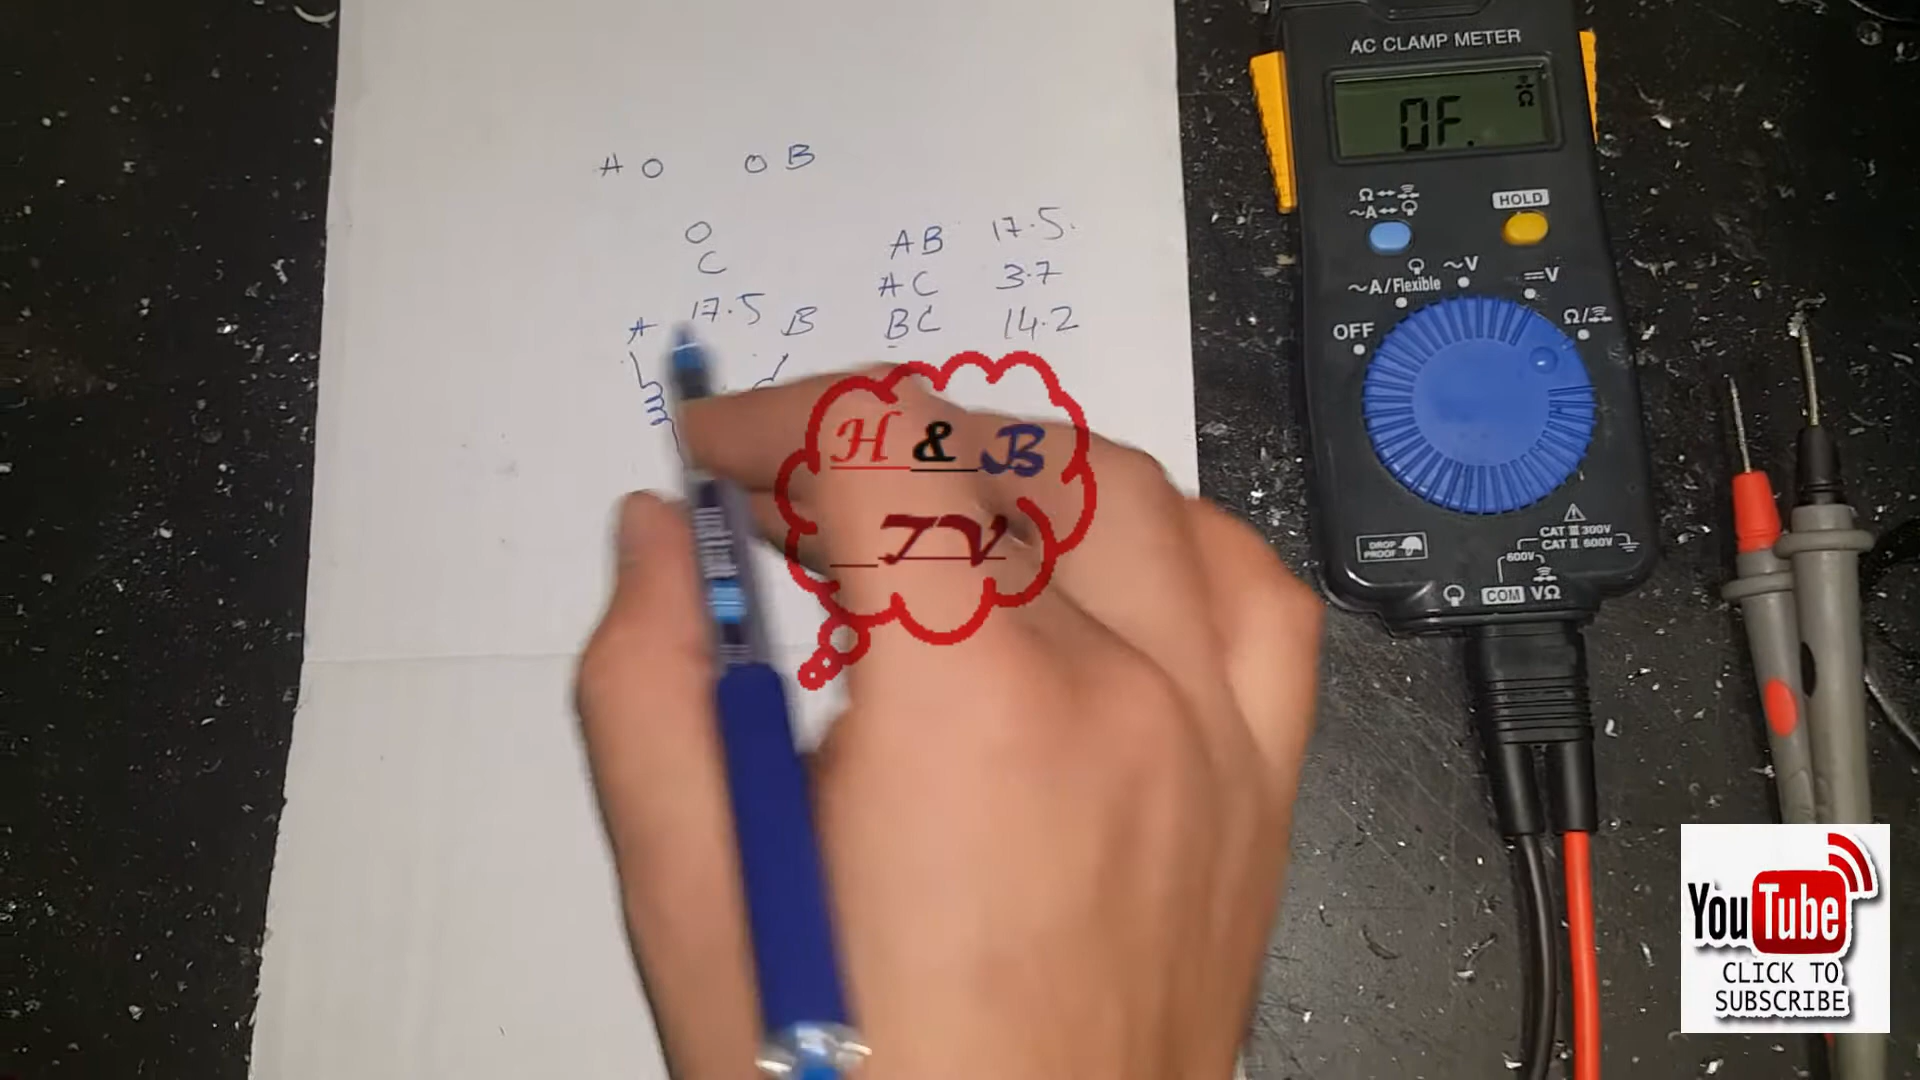 AC CLAMP METER
OF.
Ω
HOLD
Ω
~A
~A/Flexible
~V
=V
OFF
Ω/
A O O B
O
C
AB 17.5.
AC 3.7
BC 14.2
17.5
A B
H & B
TV
DROP
PROOF
CAT III 300V
CAT II 600V
600V
COM VΩ
YouTube
CLICK TO
SUBSCRIBE